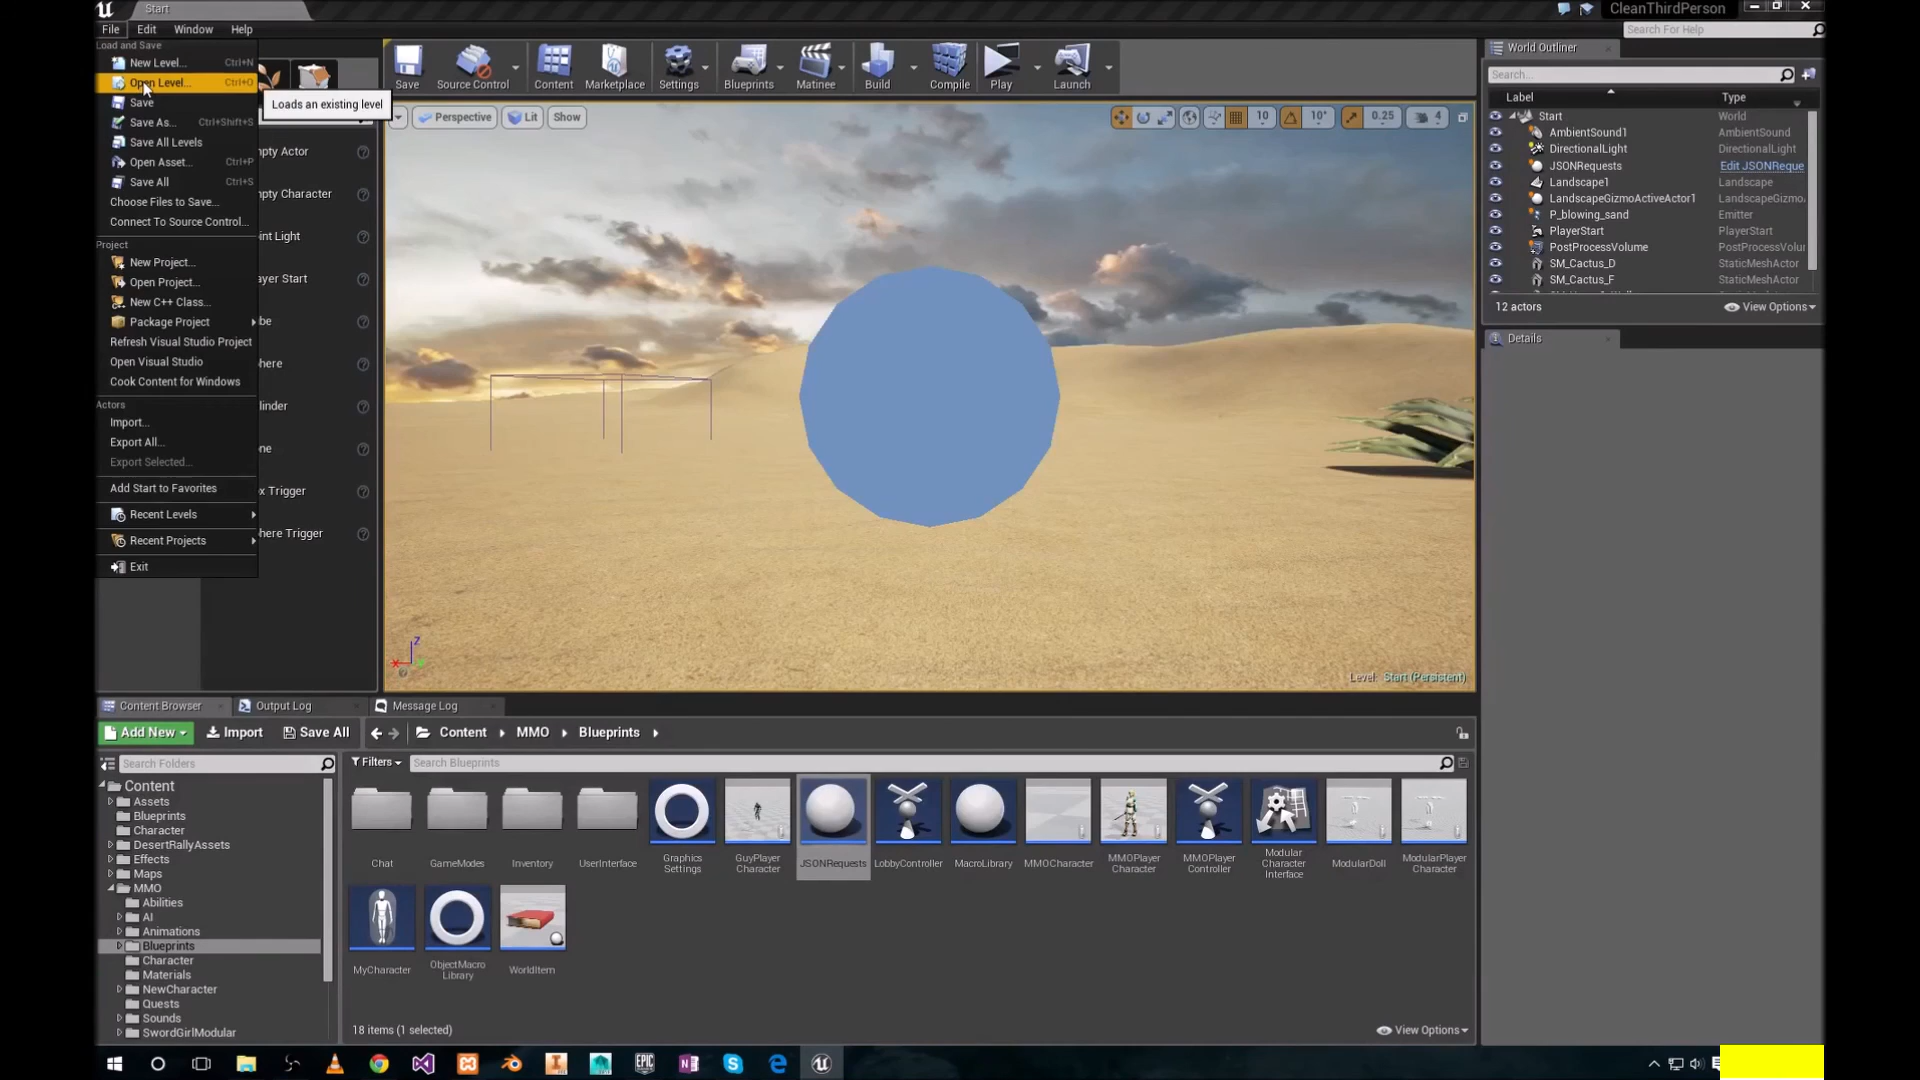 Start
CleanThirdPerson
File Edit Window Help
Search For Help
Load and Save
New Level... Ctrl+N
Open Level... Ctrl+O
Save
Save As... Ctrl+Shift+S
Save All Levels
Open Asset... Ctrl+P
Save All Ctrl+S
Choose Files to Save...
Connect To Source Control...
Project
New Project...
Open Project...
New C++ Class...
Package Project
Refresh Visual Studio Project
Open Visual Studio
Cook Content for Windows
Actors
Import...
Export All...
Export Selected...
Add Start to Favorites
Recent Levels
Recent Projects
Exit
Loads an existing level
mpty Actor
mpty Character
int Light
ayer Start
be
here
linder
one
ox Trigger
here Trigger
Save Source Control Content Marketplace Settings Blueprints Matinee Build Compile Play Launch
Perspective Lit Show
10 10° 0.25 4
Level: Start (Persistent)
World Outliner
Search...
Label Type
Start World
AmbientSound1 AmbientSound
DirectionalLight DirectionalLight
JSONRequests Edit JSONReque
Landscape1 Landscape
LandscapeGizmoActiveActor1 LandscapeGizmo
P_blowing_sand Emitter
PlayerStart PlayerStart
PostProcessVolume PostProcessVolu
SM_Cactus_D StaticMeshActor
SM_Cactus_F StaticMeshActor
12 actors View Options
Details
Content Browser Output Log Message Log
Add New Import Save All Content MMO Blueprints
Search Folders
Filters Search Blueprints
Content
Assets
Blueprints
Character
DesertRallyAssets
Effects
Maps
MMO
Abilities
AI
Animations
Blueprints
Character
Materials
NewCharacter
Quests
Sounds
SwordGirlModular
Chat
GameModes
Inventory
UserInterface
Graphics Settings
GuyPlayer Character
JSONRequests
LobbyController
MacroLibrary
MMOCharacter
MMOPlayer Character
MMOPlayer Controller
Modular Character Interface
ModularDoll
ModularPlayer Character
MyCharacter
ObjectMacro Library
WorldItem
18 items (1 selected) View Options
EPIC GAMES